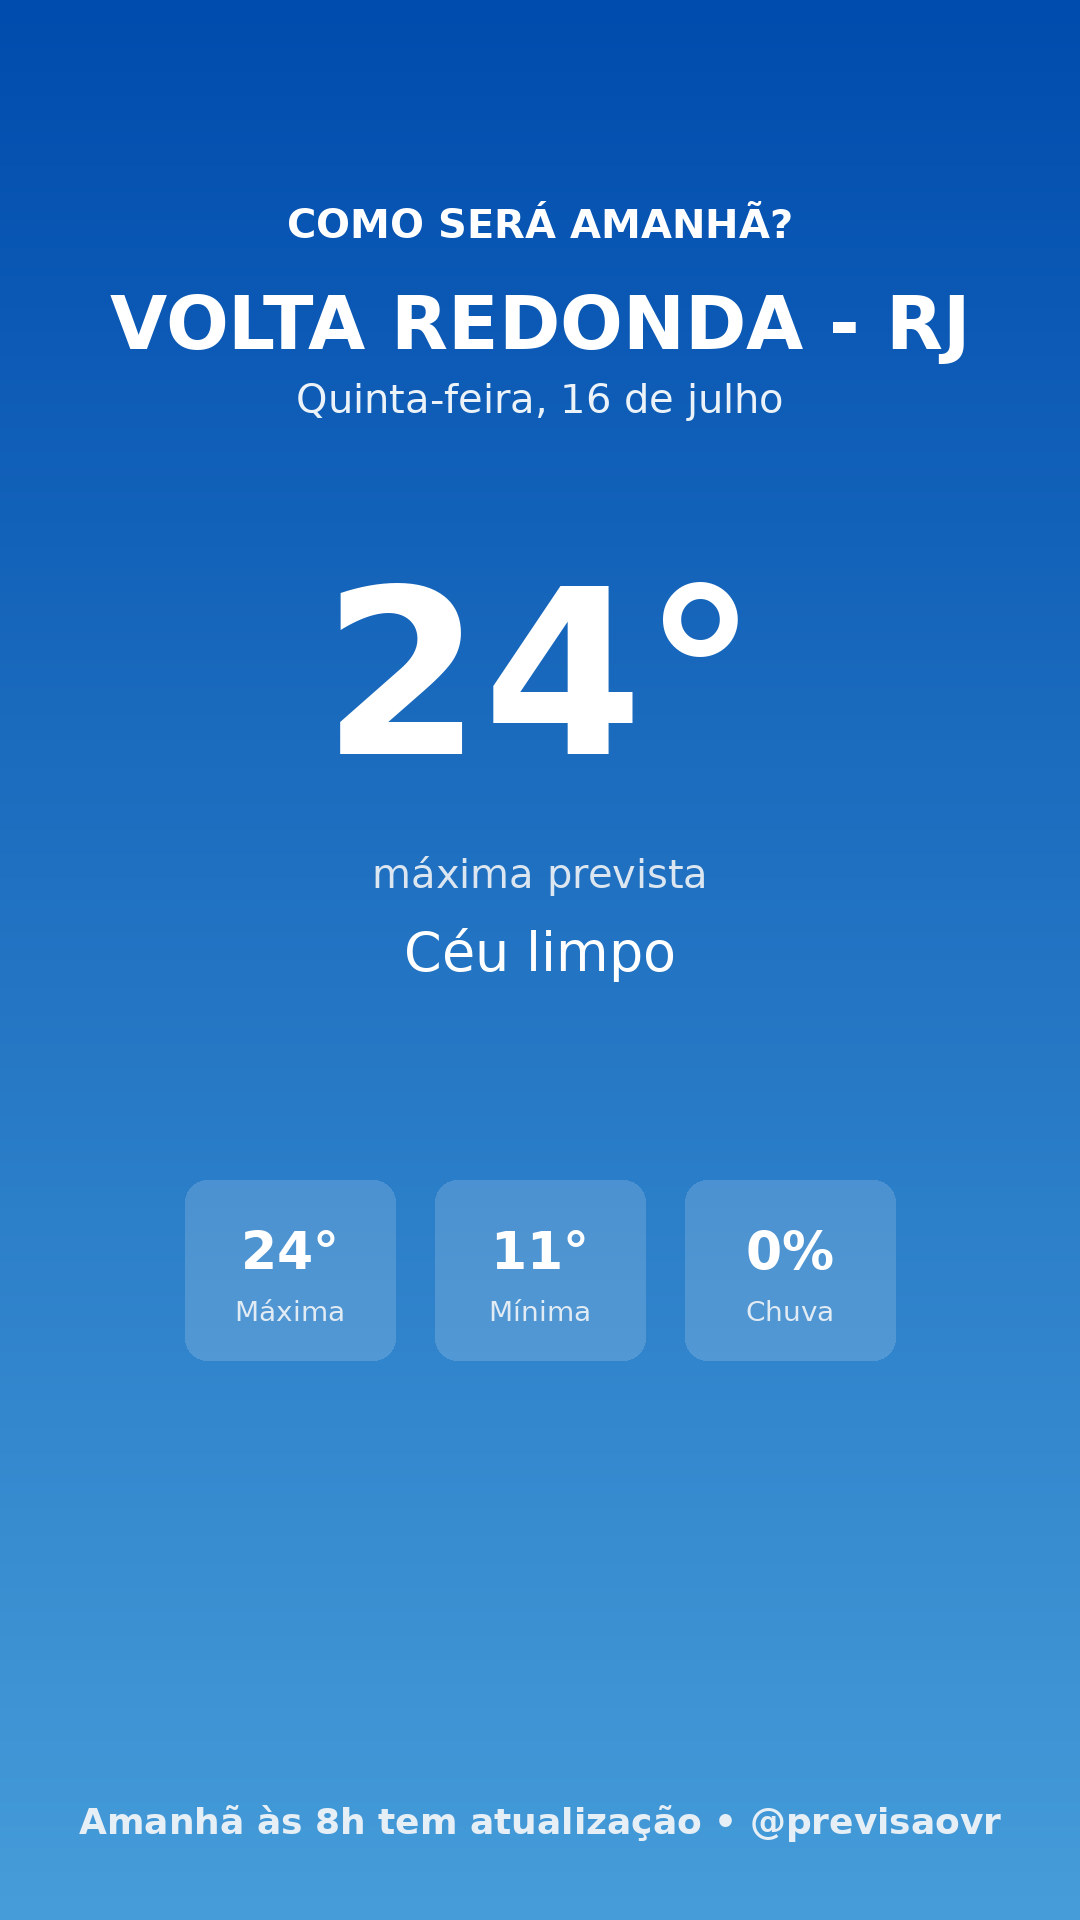 COMO SERÁ AMANHÃ?
VOLTA REDONDA - RJ
Quinta-feira, 16 de julho
24°
máxima prevista
Céu limpo
24° 11° 0%
Máxima Mínima Chuva
Amanhã às 8h tem atualização • @previsaovr